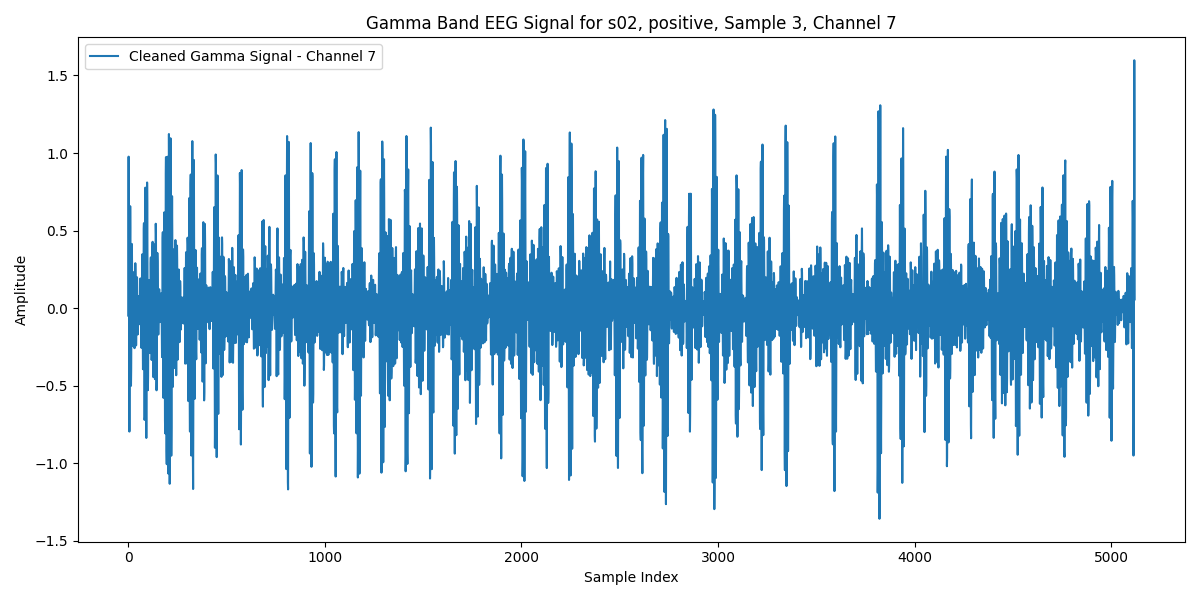 Gamma Band EEG Signal for s02, positive, Sample 3, Channel 7
Cleaned Gamma Signal - Channel 7
1.5
1.0
0.5
0.0
−0.5
−1.0
−1.5
Amplitude
0 1000 2000 3000 4000 5000
Sample Index